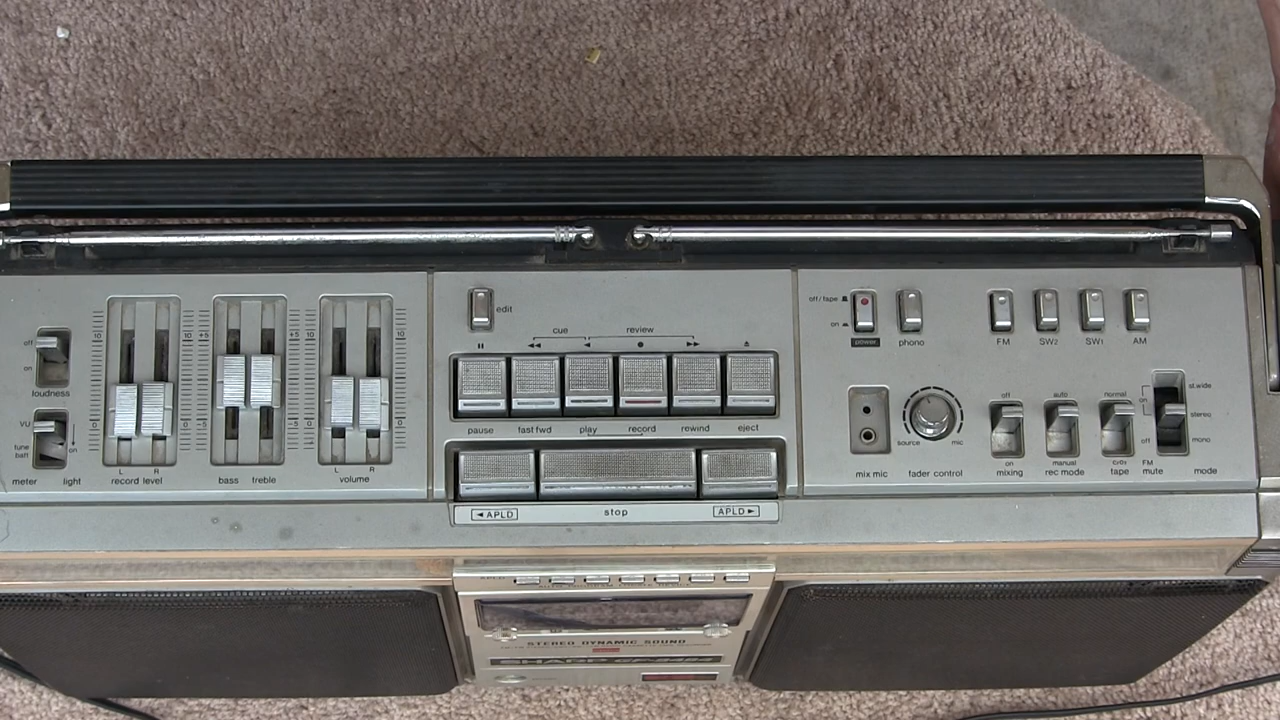 off
on
loudness
VU
tune
batt
on
meter light
10 10 +5 +5 10 10
0 0 -5 -5 0 0
L R
record level
bass treble
L R
volume
edit
cue review
pause fast fwd play record rewind eject
◄ APLD stop APLD ►
off/tape
on
power phono
FM SW2 SW1 AM
mix mic
source mic
fader control
off
on
mixing
auto
manual
rec mode
normal
CrO2
tape
on
off
FM
mute
st.wide
stereo
mono
mode
STEREO DYNAMIC SOUND
SHARP GF-9494